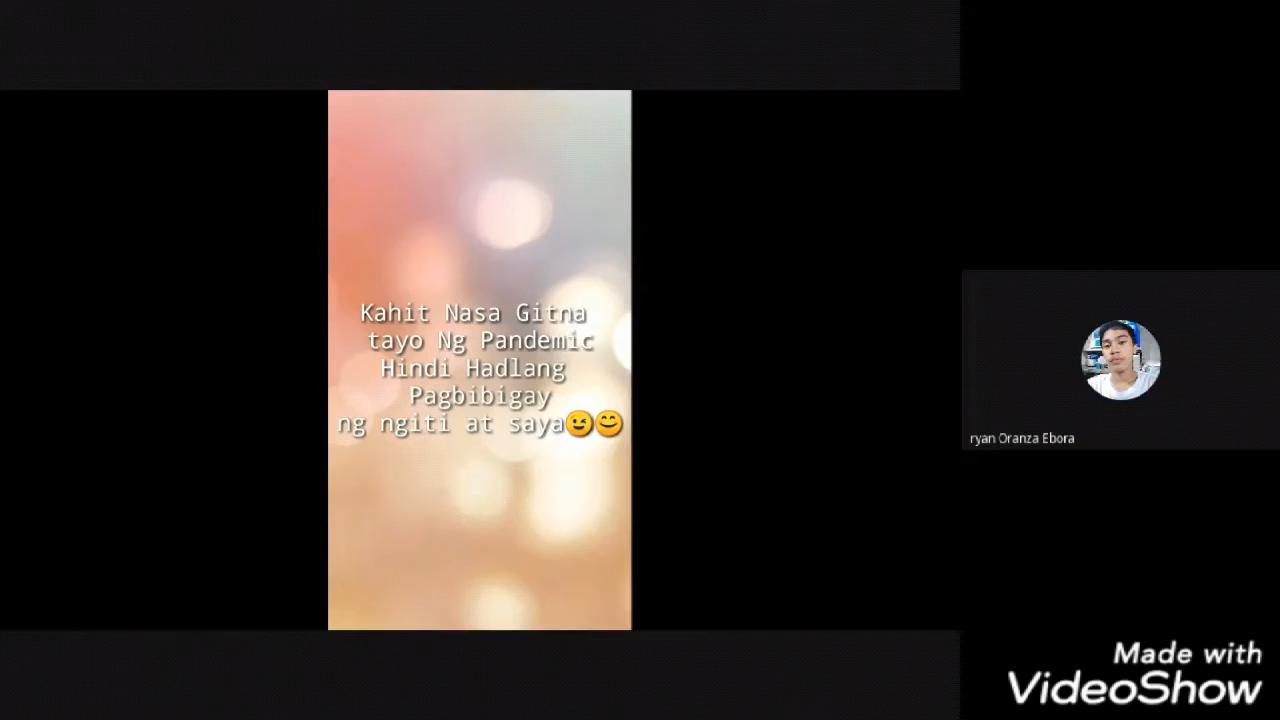 Kahit Nasa Gitna
tayo Ng Pandemic
Hindi Hadlang
Pagbibigay
ng ngiti at saya😉😊
ryan Oranza Ebora
Made with
VideoShow